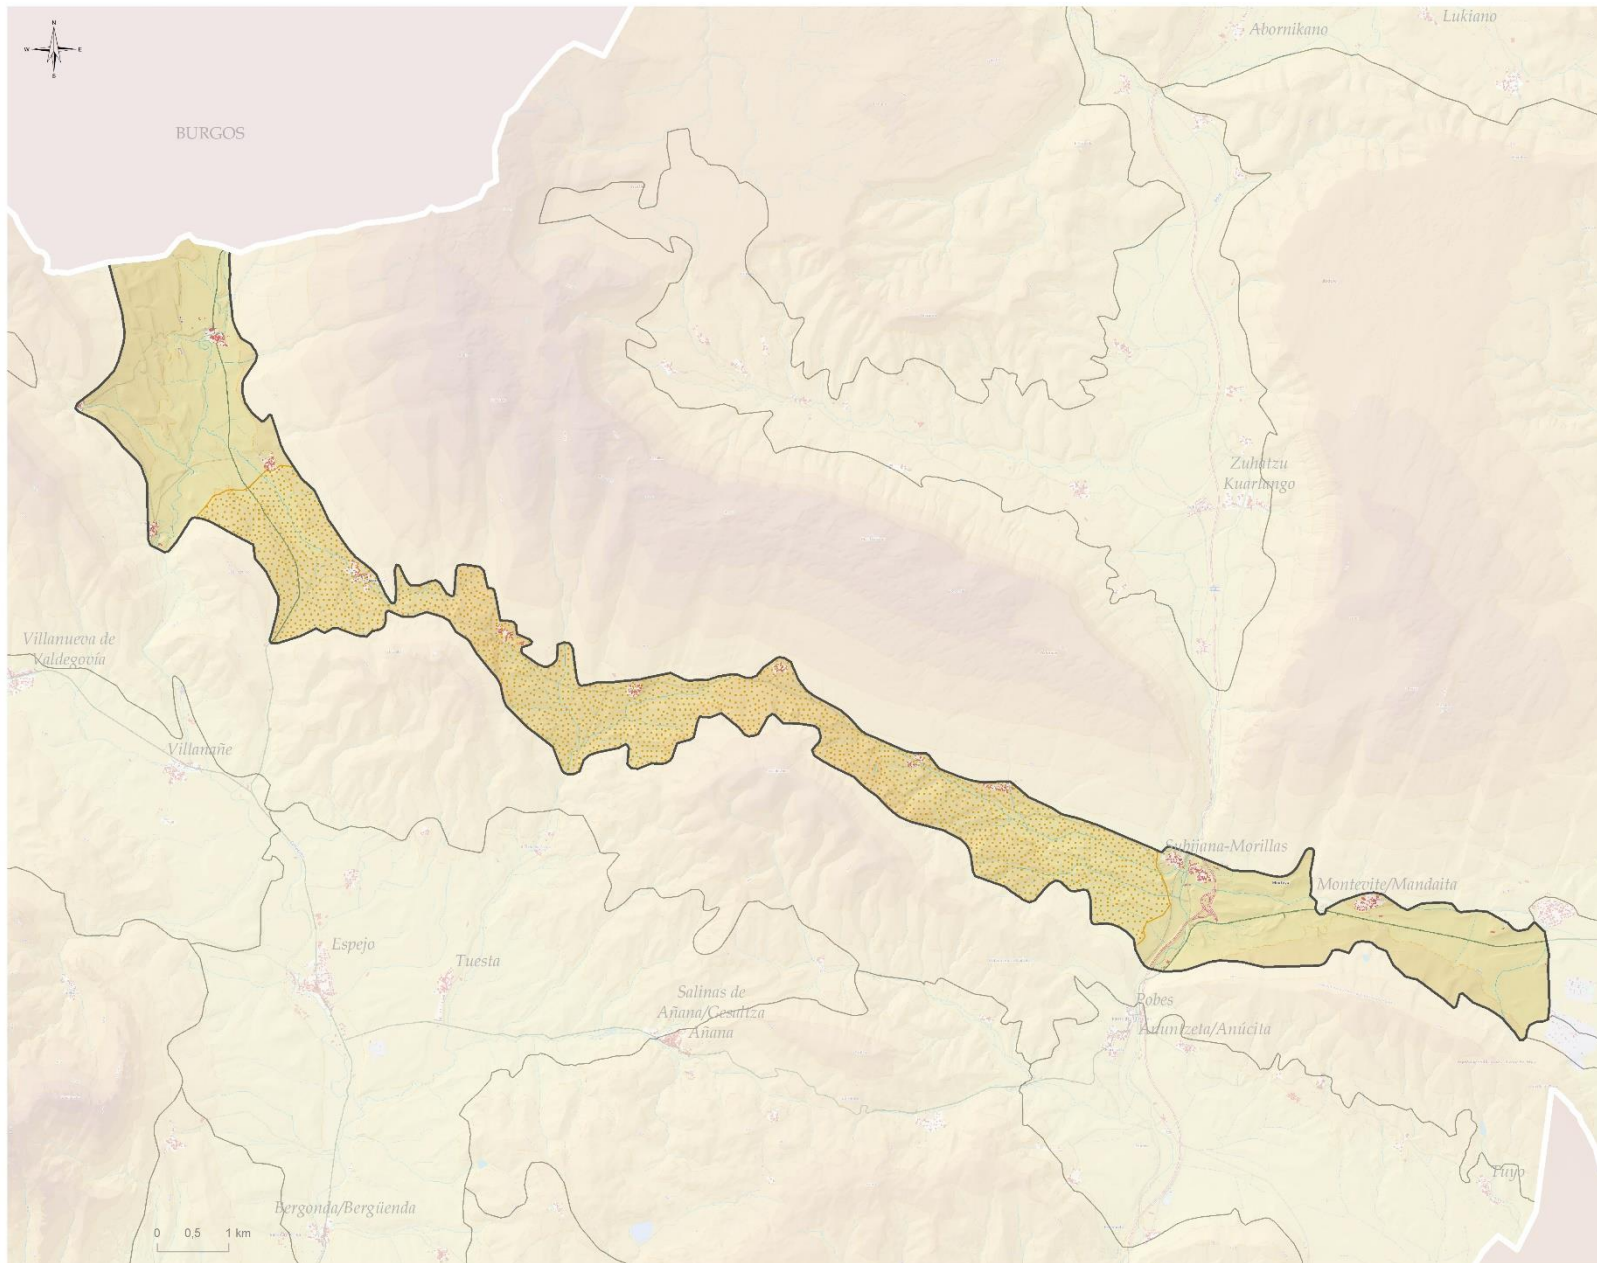 N
W E
S
Lukiano
Abornikano
BURGOS
Zuhatzu
Kuartango
Villanueva de
Valdegovía
Villanañe
Subijana-Morillas
Montevite/Mandaita
Espejo
Tuesta
Salinas de
Añana/Gesaltza
Añana
Pobes
Anuntzeta/Anúcita
Tuyo
Bergonda/Bergüenda
0 0,5 1 km